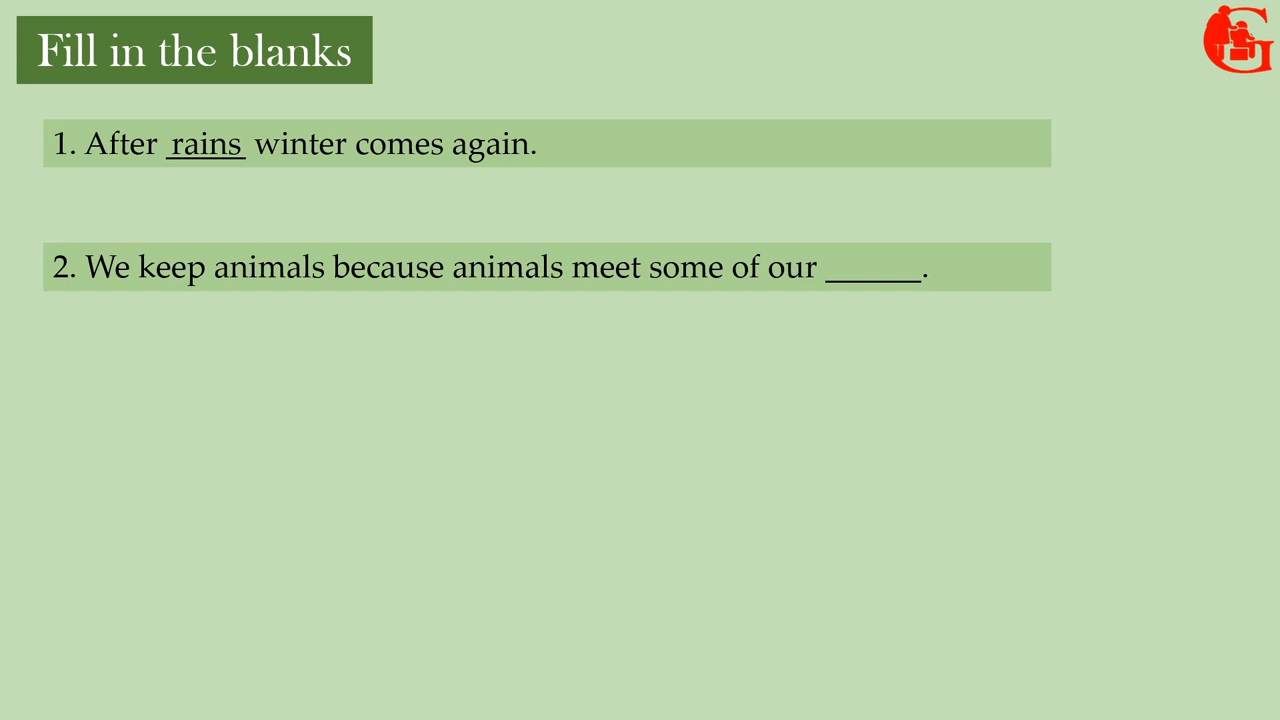 Fill in the blanks
1. After rains winter comes again.
2. We keep animals because animals meet some of our ______.